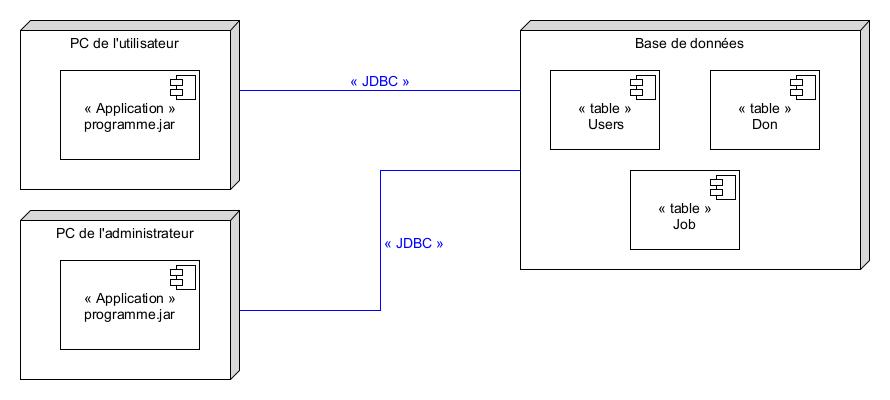 PC de l'utilisateur
« Application »
programme.jar
« JDBC »
Base de données
« table »
Users
« table »
Don
« table »
Job
PC de l'administrateur
« Application »
programme.jar
« JDBC »